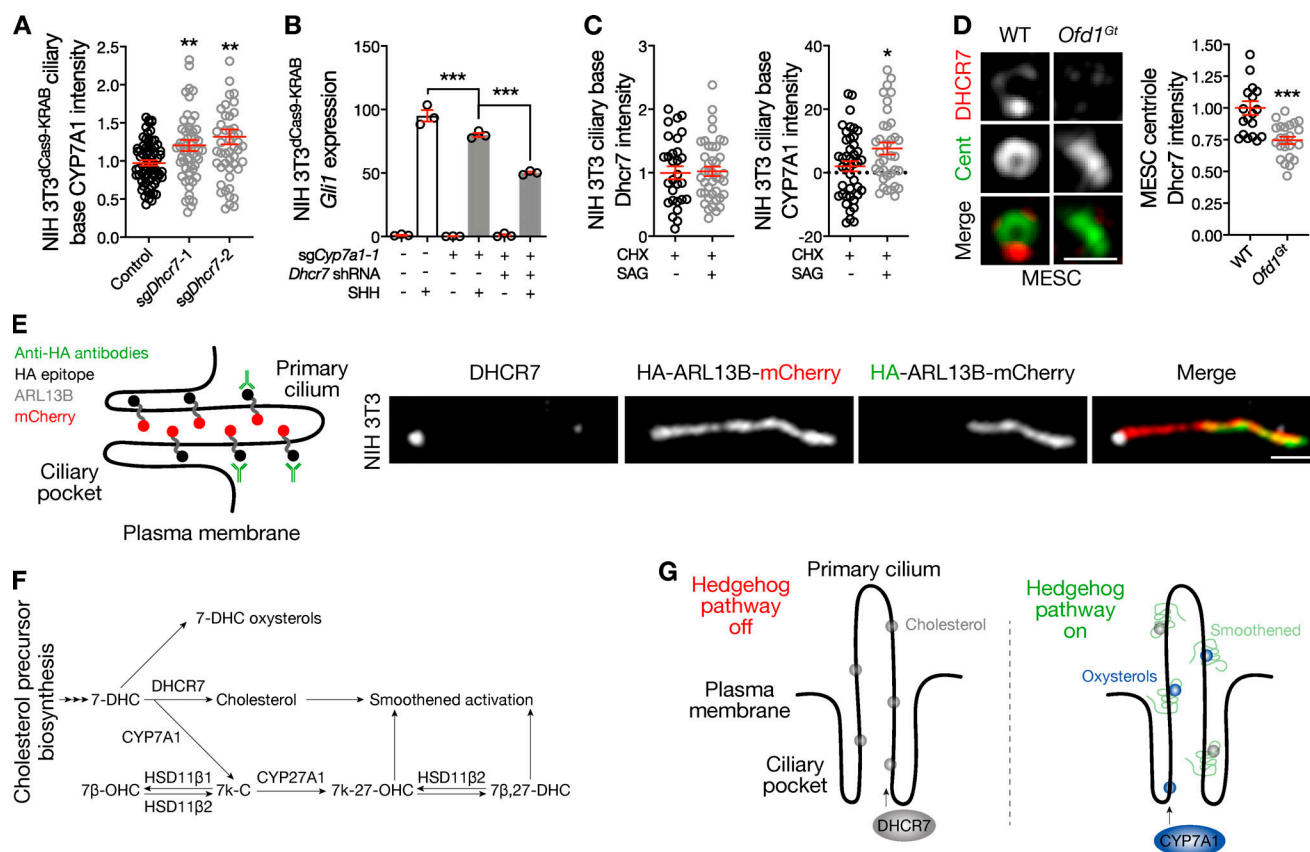 A
NIH 3T3dCas9-KRAB ciliary
base CYP7A1 intensity
2.5
2.0
1.5
1.0
0.5
0.0
**
**
Control
sgDhcr7-1
sgDhcr7-2
B
NIH 3T3dCas9-KRAB
Gli1 expression
150
100
50
0
***
***
sgCyp7a1-1 - - + + + +
Dhcr7 shRNA - - - - + +
SHH - + - + - +
C
NIH 3T3 ciliary base
Dhcr7 intensity
3
2
1
0
CHX + +
SAG - +
NIH 3T3 ciliary base
CYP7A1 intensity
40
20
0
-20
*
CHX + +
SAG - +
D
WT
Ofd1Gt
DHCR7
Cent
Merge
MESC
MESC centriole
Dhcr7 intensity
1.50
1.25
1.00
0.75
0.50
0.25
0.00
***
WT
Ofd1Gt
E
Anti-HA antibodies
HA epitope
ARL13B
mCherry
Primary
cilium
Ciliary
pocket
Plasma membrane
NIH 3T3
DHCR7
HA-ARL13B-mCherry
HA-ARL13B-mCherry
Merge
F
Cholesterol precursor
biosynthesis
7-DHC oxysterols
7-DHC
DHCR7
Cholesterol
Smoothened activation
CYP7A1
7β-OHC
HSD11β1
HSD11β2
7k-C
CYP27A1
7k-27-OHC
HSD11β2
7β,27-DHC
G
Primary cilium
Hedgehog
pathway
off
Cholesterol
Plasma
membrane
Ciliary
pocket
DHCR7
Hedgehog
pathway
on
Smoothened
Oxysterols
CYP7A1